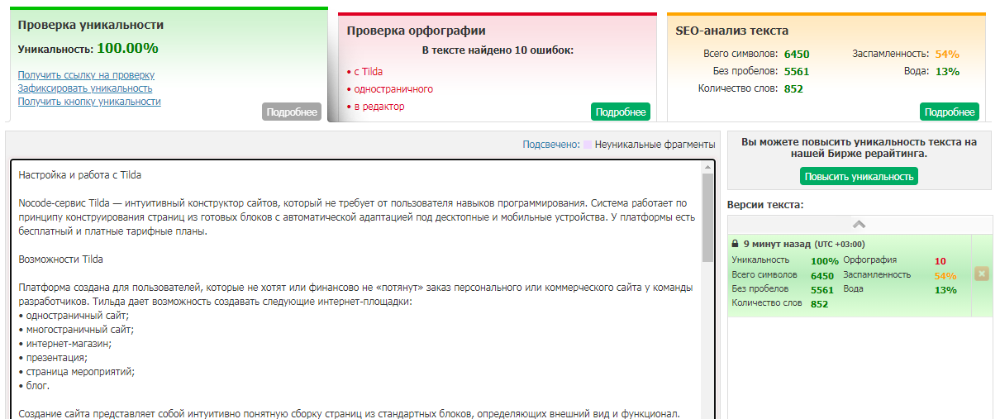 Проверка уникальности
Уникальность: 100.00%
Получить ссылку на проверку
Зафиксировать уникальность
Получить кнопку уникальности
Подробнее
Проверка орфографии
В тексте найдено 10 ошибок:
• с Tilda
• одностраничного
• в редактор
Подробнее
SEO-анализ текста
Всего символов: 6450 Заспамленность: 54%
Без пробелов: 5561 Вода: 13%
Количество слов: 852
Подробнее
Подсвечено: Неуникальные фрагменты
Настройка и работа с Tilda
Nocode-сервис Tilda — интуитивный конструктор сайтов, который не требует от пользователя навыков программирования. Система работает по
принципу конструирования страниц из готовых блоков с автоматической адаптацией под десктопные и мобильные устройства. У платформы есть
бесплатный и платные тарифные планы.
Возможности Tilda
Платформа создана для пользователей, которые не хотят или финансово не «потянут» заказ персонального или коммерческого сайта у команды
разработчиков. Тильда дает возможность создавать следующие интернет-площадки:
• одностраничный сайт;
• многостраничный сайт;
• интернет-магазин;
• презентация;
• страница мероприятий;
• блог.
Создание сайта представляет собой интуитивно понятную сборку страниц из стандартных блоков, определяющих внешний вид и функционал.
Вы можете повысить уникальность текста на
нашей Бирже рерайтинга.
Повысить уникальность
Версии текста:
9 минут назад (UTC +03:00)
Уникальность 100% Орфография 10
Всего символов 6450 Заспамленность 54%
Без пробелов 5561 Вода 13%
Количество слов 852